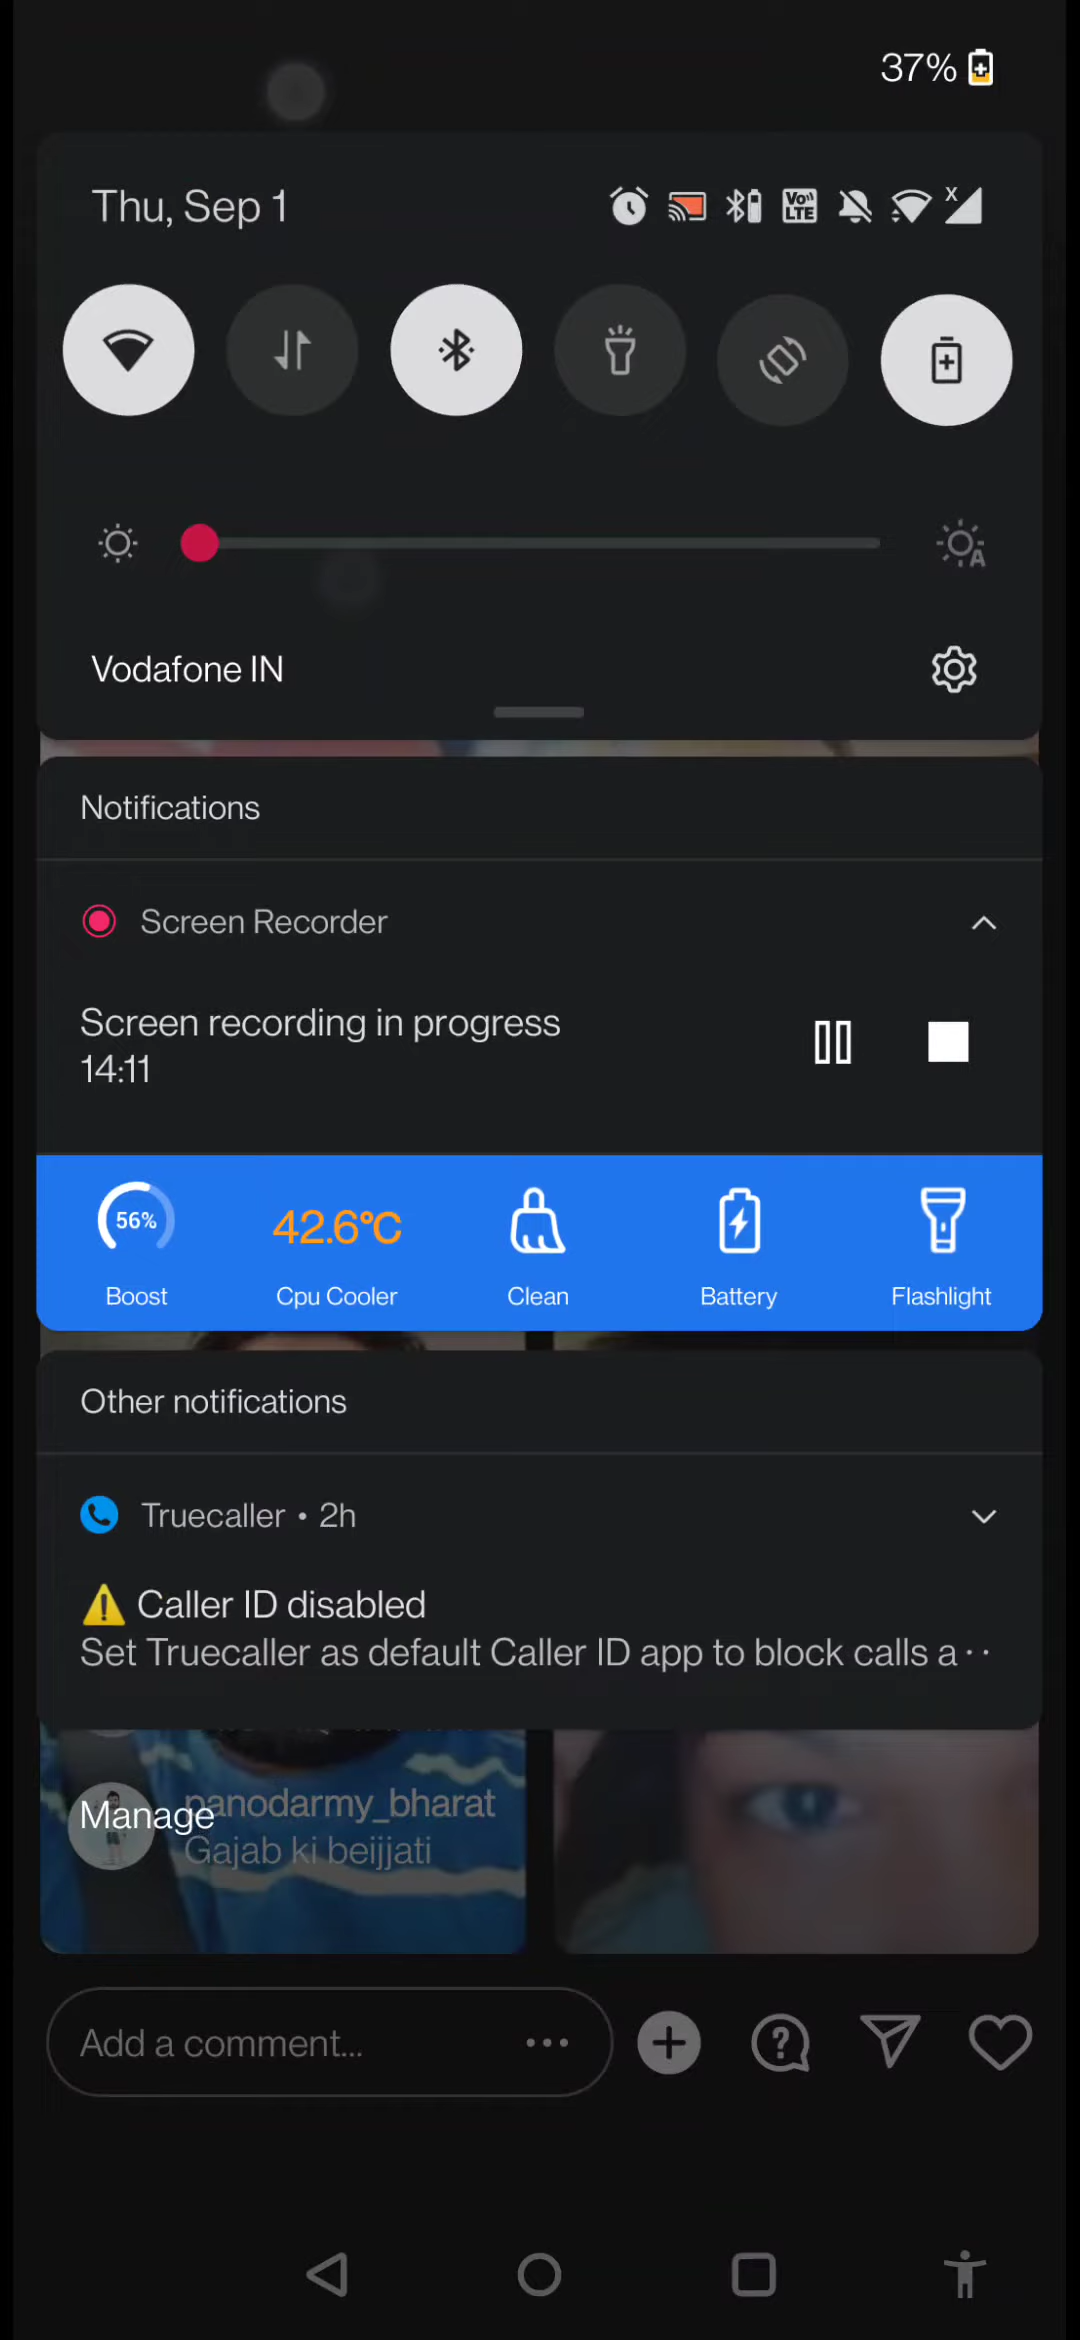 37%
Thu, Sep 1
Vo LTE
X
A
Vodafone IN
Notifications
Screen Recorder
Screen recording in progress
14:11
56%
42.6°C
Boost
Cpu Cooler
Clean
Battery
Flashlight
Other notifications
Truecaller • 2h
⚠️ Caller ID disabled
Set Truecaller as default Caller ID app to block calls a··
Manage
panodarmy_bharat
Gajab ki beijjati
Add a comment...